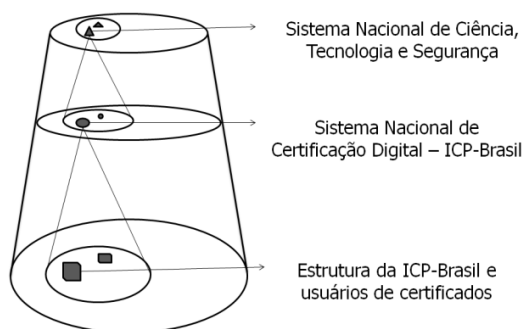 Sistema Nacional de Ciência,
Tecnologia e Segurança
Sistema Nacional de
Certificação Digital – ICP-Brasil
Estrutura da ICP-Brasil e
usuários de certificados